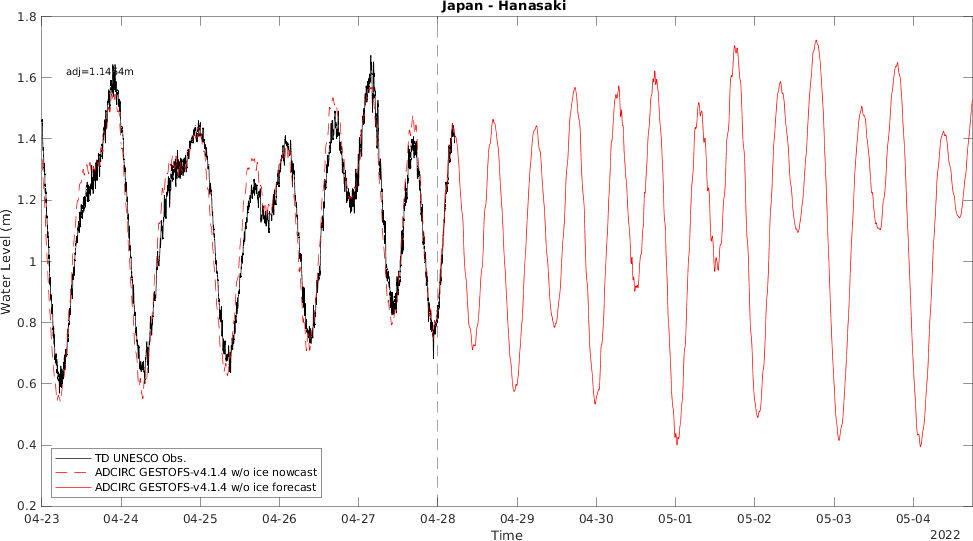 Japan - Hanasaki
1.8
1.6
1.4
1.2
1
0.8
0.6
0.4
0.2
Water Level (m)
TD UNESCO Obs.
ADCIRC GESTOFS-v4.1.4 w/o ice nowcast
ADCIRC GESTOFS-v4.1.4 w/o ice forecast
04-23 04-24 04-25 04-26 04-27 04-28 04-29 04-30 05-01 05-02 05-03 05-04
Time
2022